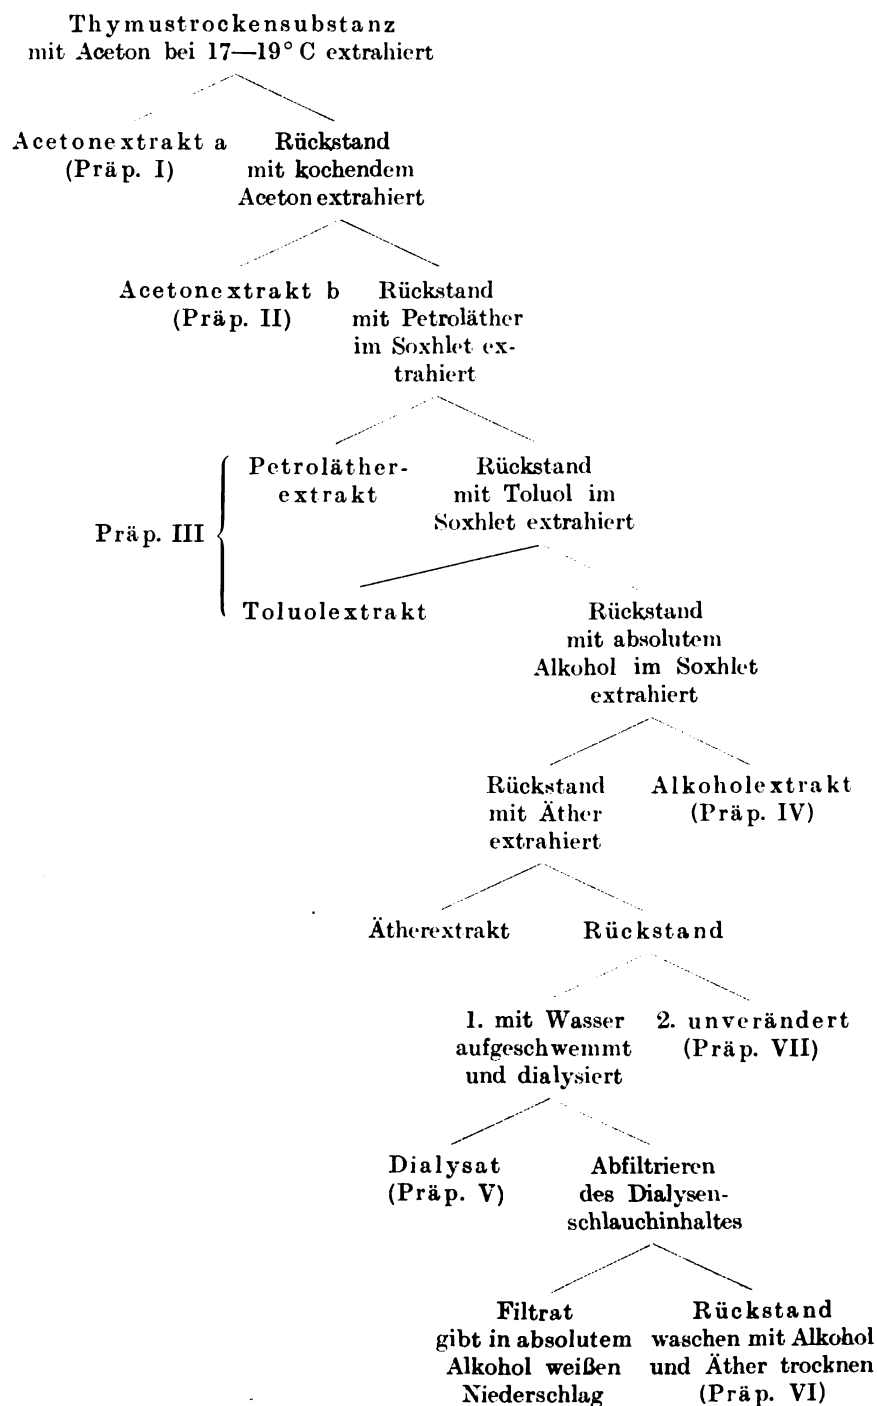 Thymustrockensubstanz
mit Aceton bei 17—19° C extrahiert
Acetonextrakt a
(Präp. I)
Rückstand
mit kochendem
Aceton extrahiert
Acetonextrakt b
(Präp. II)
Rückstand
mit Petroläther
im Soxhlet ex-
trahiert
Präp. III
Petroläther-
extrakt
Rückstand
mit Toluol im
Soxhlet extrahiert
Toluolextrakt
Rückstand
mit absolutem
Alkohol im Soxhlet
extrahiert
Rückstand
mit Äther
extrahiert
Alkoholextrakt
(Präp. IV)
Ätherextrakt
Rückstand
1. mit Wasser
aufgeschwemmt
und dialysiert
2. unverändert
(Präp. VII)
Dialysat
(Präp. V)
Abfiltrieren
des Dialysen-
schlauchinhaltes
Filtrat
gibt in absolutem
Alkohol weißen
Niederschlag
Rückstand
waschen mit Alkohol
und Äther trocknen
(Präp. VI)